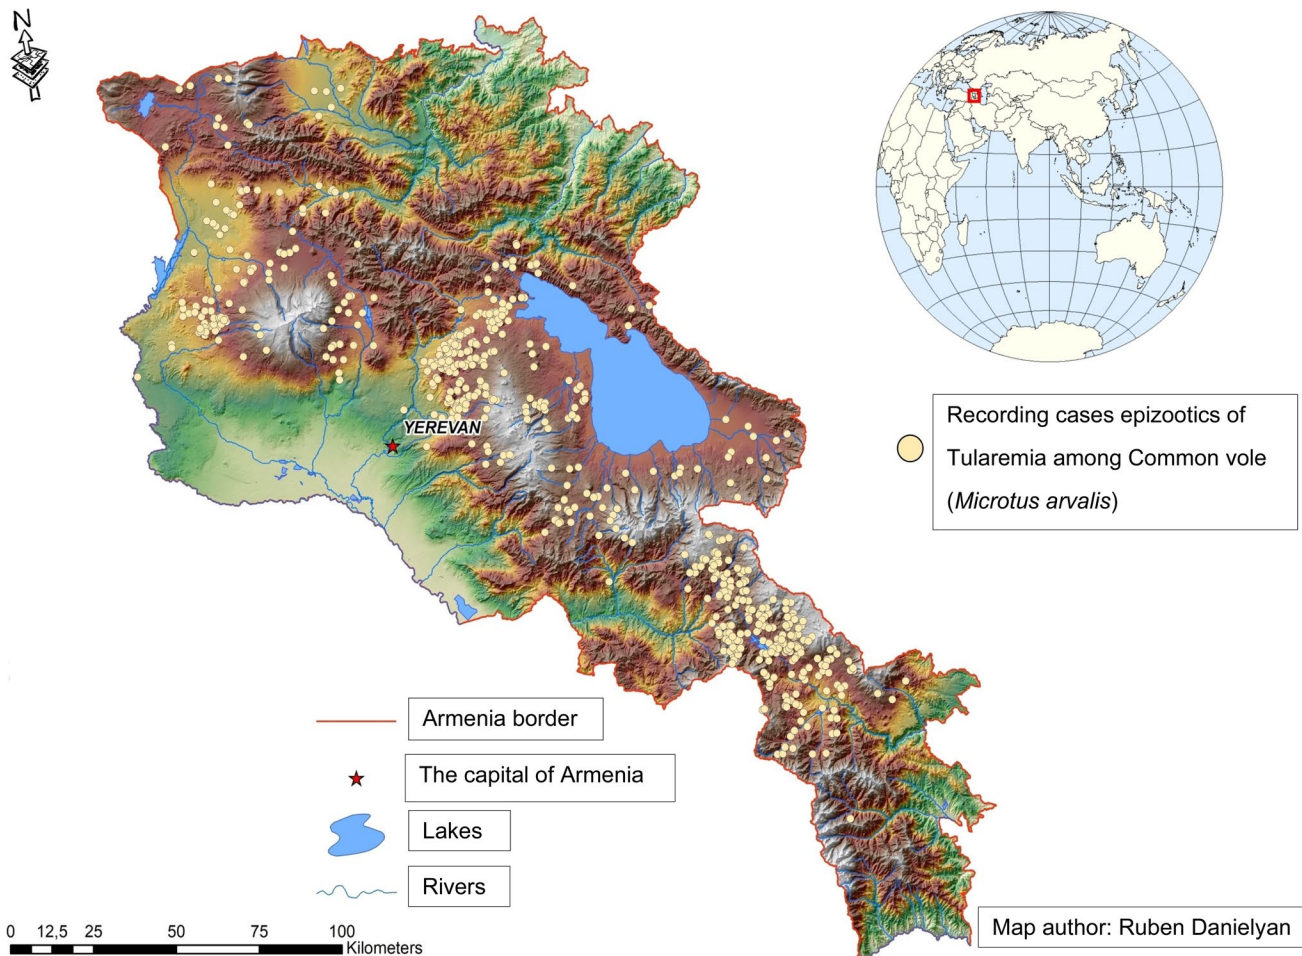 N
YEREVAN
Recording cases epizootics of
Tularemia among Common vole
(Microtus arvalis)
Armenia border
The capital of Armenia
Lakes
Rivers
0 12,5 25 50 75 100
Kilometers
Map author: Ruben Danielyan